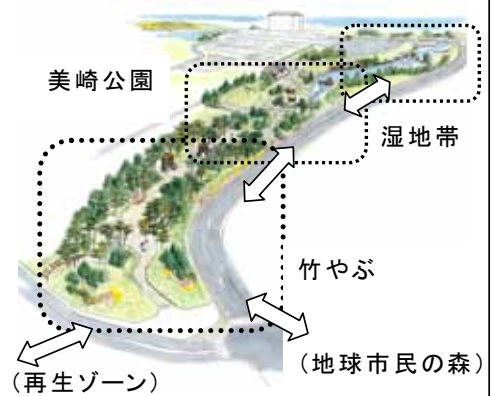 美崎公園
湿地帯
竹やぶ
(地球市民の森)
(再生ゾーン)